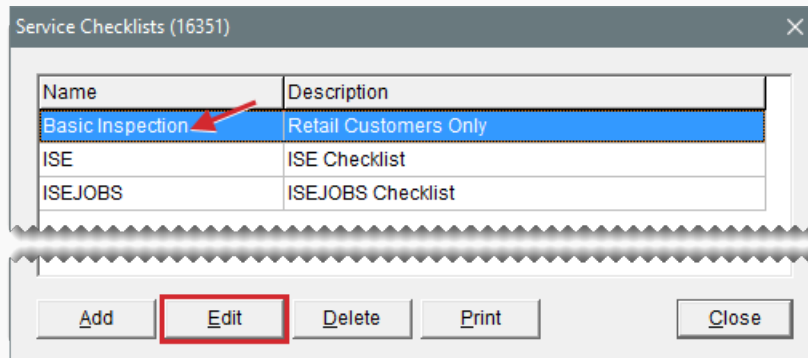 Service Checklists (16351)
Name Description
Basic Inspection Retail Customers Only
ISE ISE Checklist
ISEJOBS ISEJOBS Checklist
Add Edit Delete Print Close